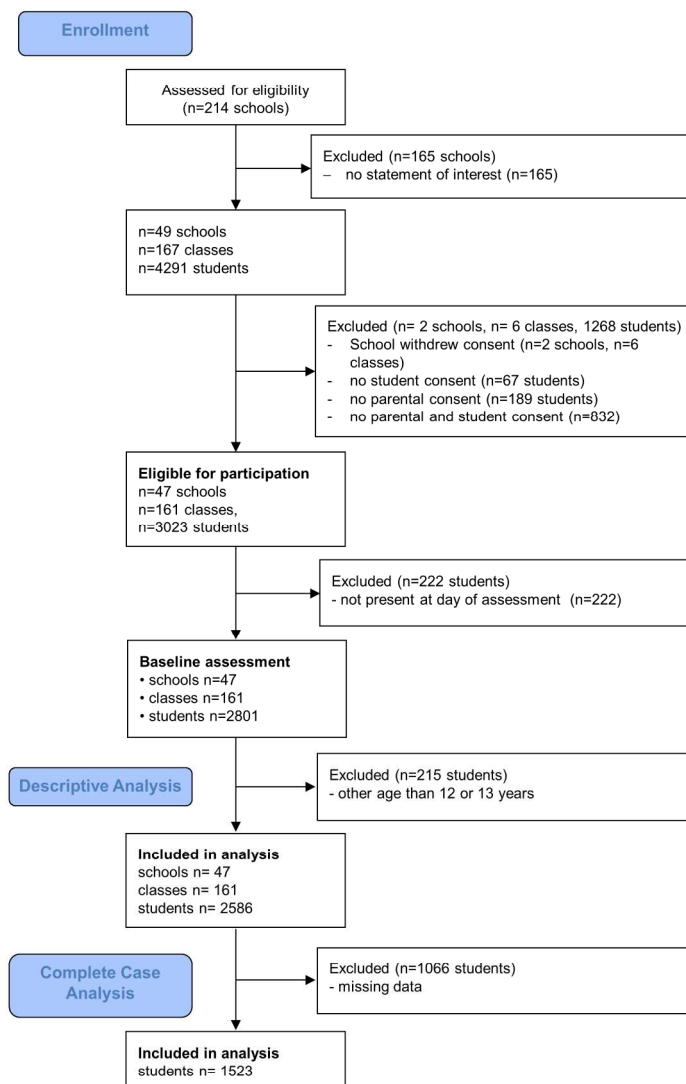 Enrollment
Assessed for eligibility
(n=214 schools)
Excluded (n=165 schools)
– no statement of interest (n=165)
n=49 schools
n=167 classes
n=4291 students
Excluded (n= 2 schools, n= 6 classes, 1268 students)
- School withdrew consent (n=2 schools, n=6
classes)
- no student consent (n=67 students)
- no parental consent (n=189 students)
- no parental and student consent (n=832)
Eligible for participation
n=47 schools
n=161 classes,
n=3023 students
Excluded (n=222 students)
- not present at day of assessment (n=222)
Baseline assessment
• schools n=47
• classes n=161
• students n=2801
Descriptive Analysis
Excluded (n=215 students)
- other age than 12 or 13 years
Included in analysis
schools n= 47
classes n= 161
students n= 2586
Complete Case
Analysis
Excluded (n=1066 students)
- missing data
Included in analysis
students n= 1523